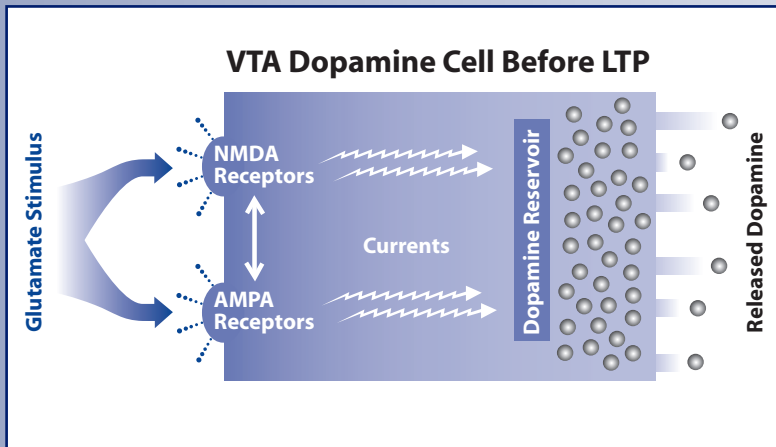 VTA Dopamine Cell Before LTP
Glutamate Stimulus
NMDA
Receptors
Currents
AMPA
Receptors
Dopamine Reservoir
Released Dopamine